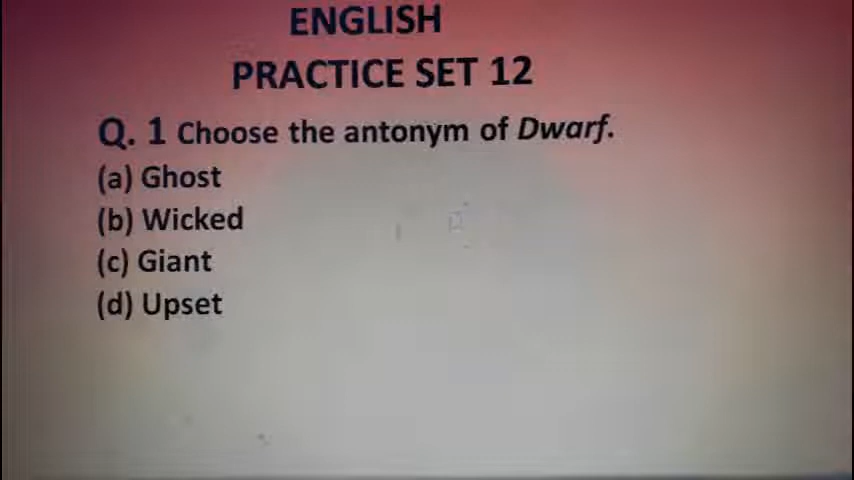 ENGLISH
PRACTICE SET 12
Q. 1 Choose the antonym of Dwarf.
(a) Ghost
(b) Wicked
(c) Giant
(d) Upset